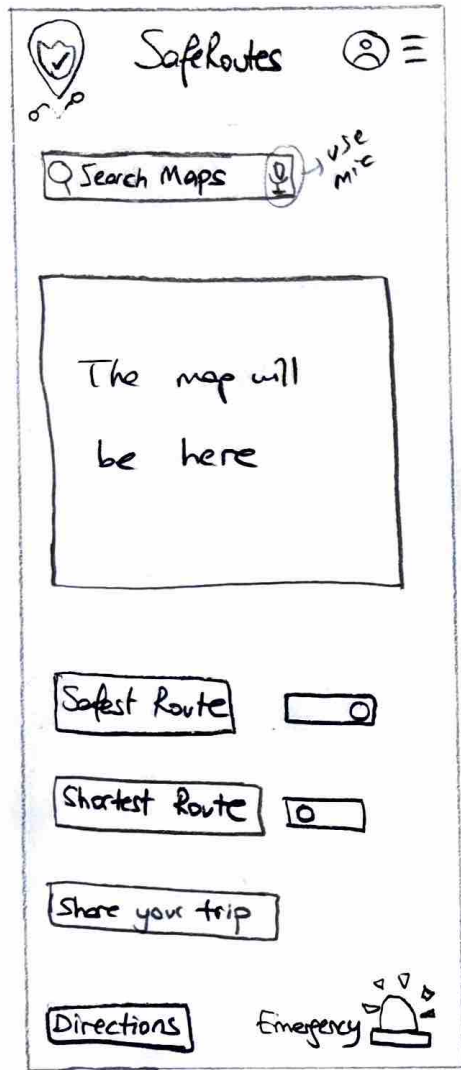 SafeRoutes
Search Maps
use
mic
The map will
be here
Safest Route
Shortest Route
Share your trip
Directions
Emergency